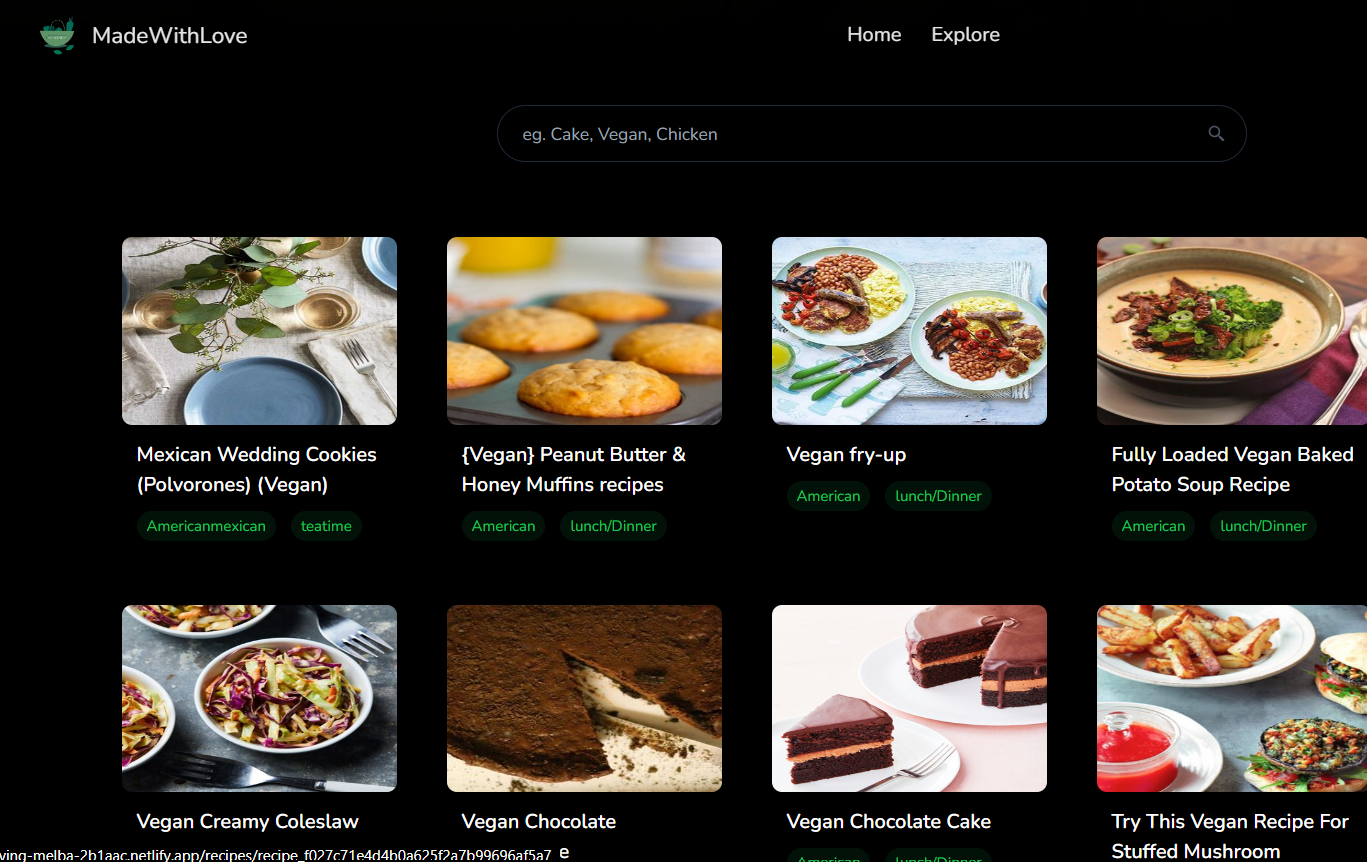 MadeWithLove
Home Explore
eg. Cake, Vegan, Chicken
Mexican Wedding Cookies
(Polvorones) (Vegan)
Americanmexican teatime
{Vegan} Peanut Butter &
Honey Muffins recipes
American lunch/Dinner
Vegan fry-up
American lunch/Dinner
Fully Loaded Vegan Baked
Potato Soup Recipe
American lunch/Dinner
Vegan Creamy Coleslaw
Vegan Chocolate
Vegan Chocolate Cake
American lunch/Dinner
Try This Vegan Recipe For
Stuffed Mushroom
ving-melba-2b1aac.netlify.app/recipes/recipe_f027c71e4d4b0a625f2a7b99696af5a7